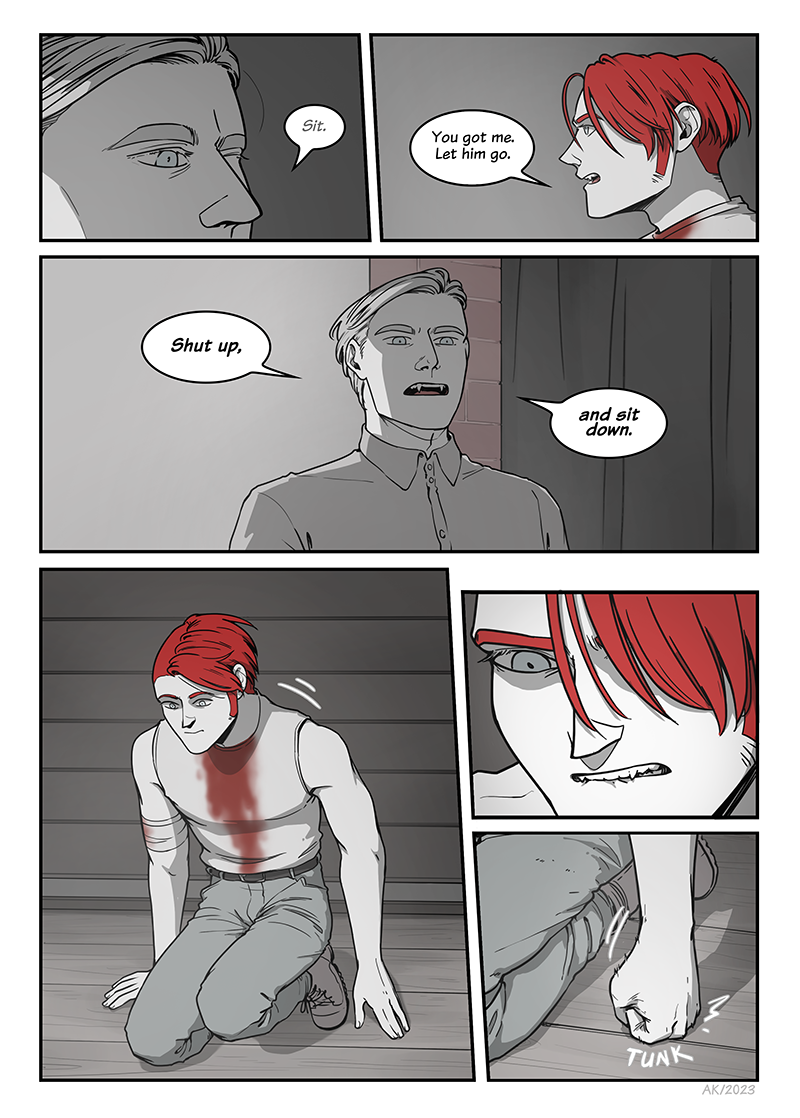 Sit.
You got me.
Let him go.
Shut up,
and sit
down.
TUNK
AK/2023